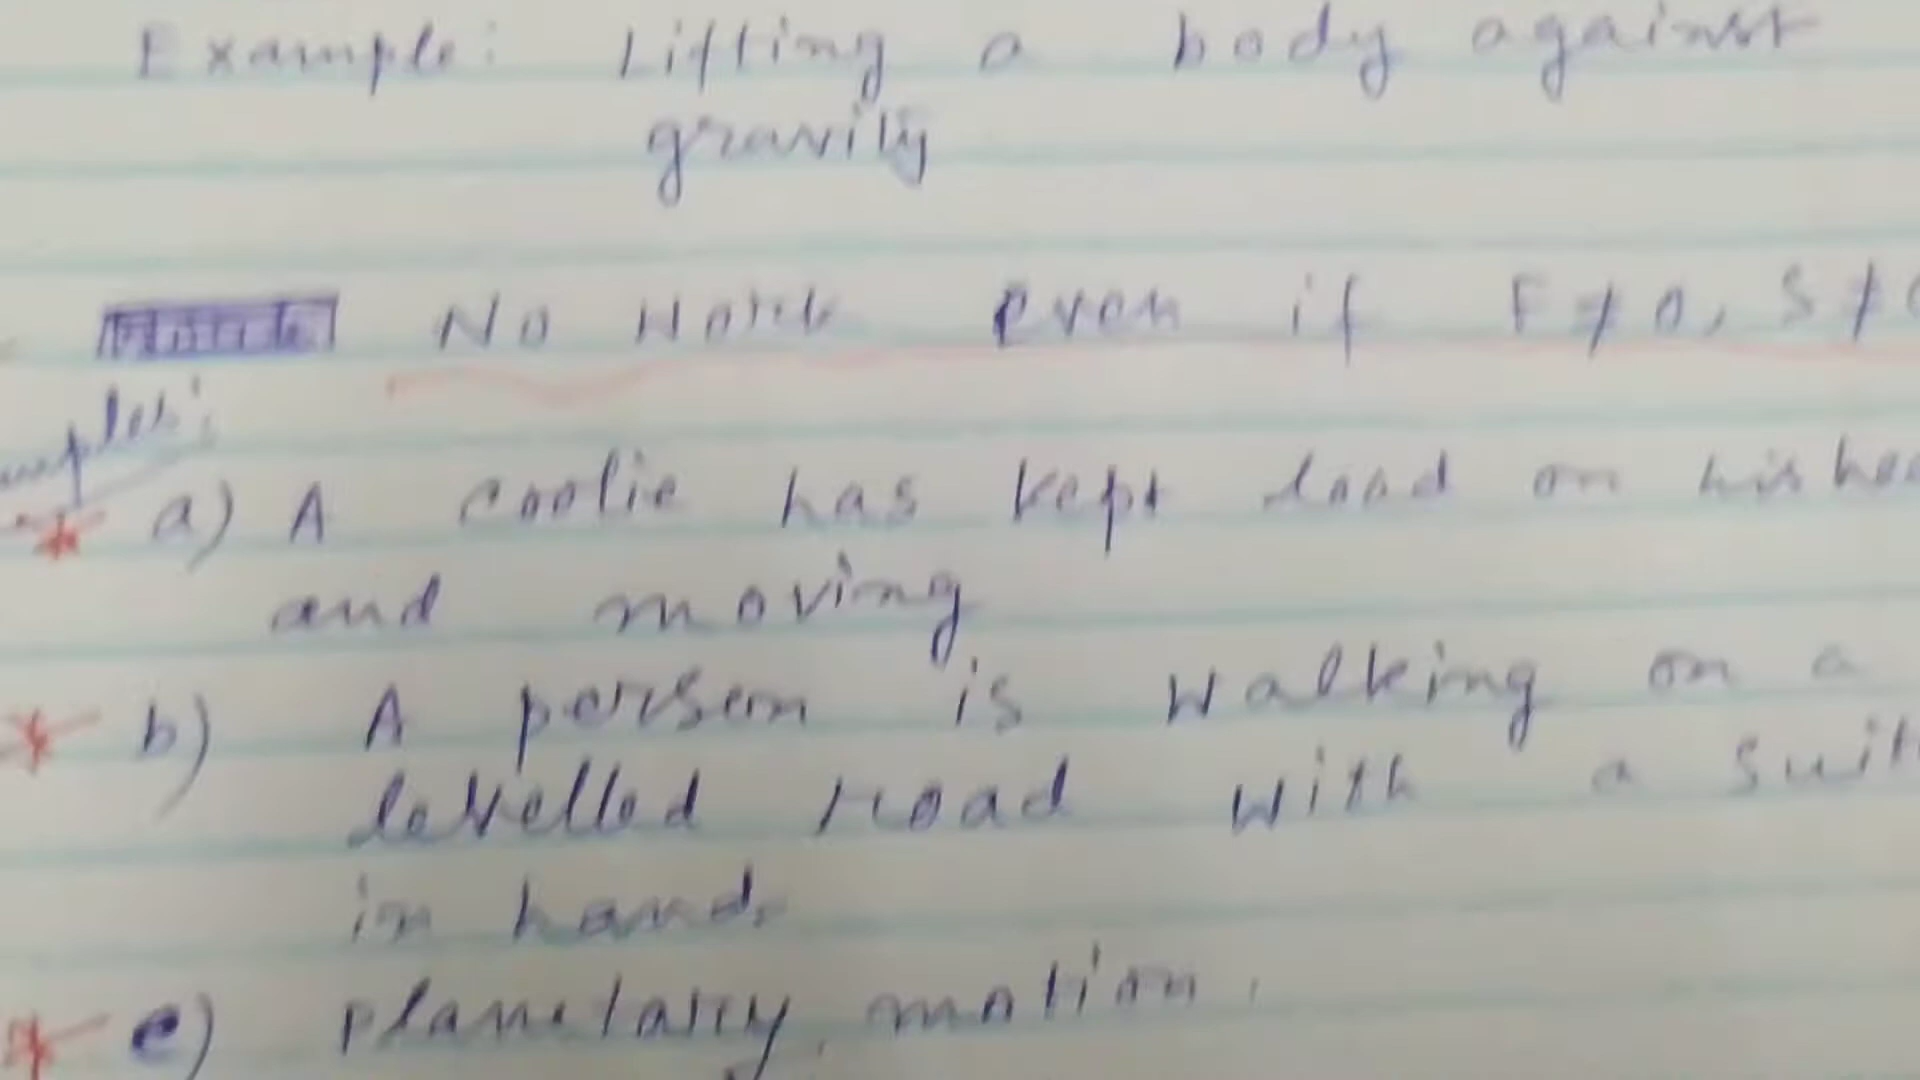 Example: Lifting a body against
gravity
No Work even if F≠0, S≠
a) A coolie has kept load on his
and moving
b) A person is walking on a
levelled road with a
in hand.
c) planetary motion.